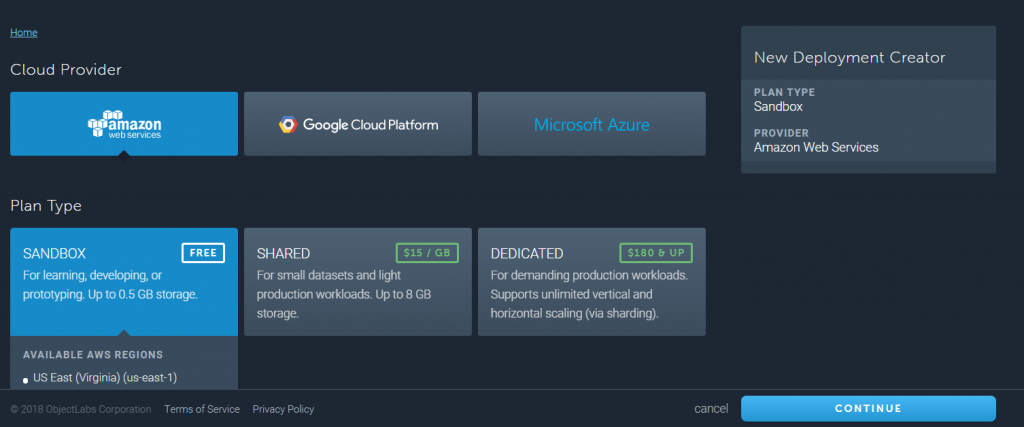 Home
Cloud Provider
amazon
web services
Google Cloud Platform
Microsoft Azure
Plan Type
SANDBOX
FREE
For learning, developing, or
prototyping. Up to 0.5 GB storage.
SHARED
$15 / GB
For small datasets and light
production workloads. Up to 8 GB
storage.
DEDICATED
$180 & UP
For demanding production workloads.
Supports unlimited vertical and
horizontal scaling (via sharding).
AVAILABLE AWS REGIONS
US East (Virginia) (us-east-1)
New Deployment Creator
PLAN TYPE
Sandbox
PROVIDER
Amazon Web Services
© 2018 ObjectLabs Corporation
Terms of Service
Privacy Policy
cancel
CONTINUE